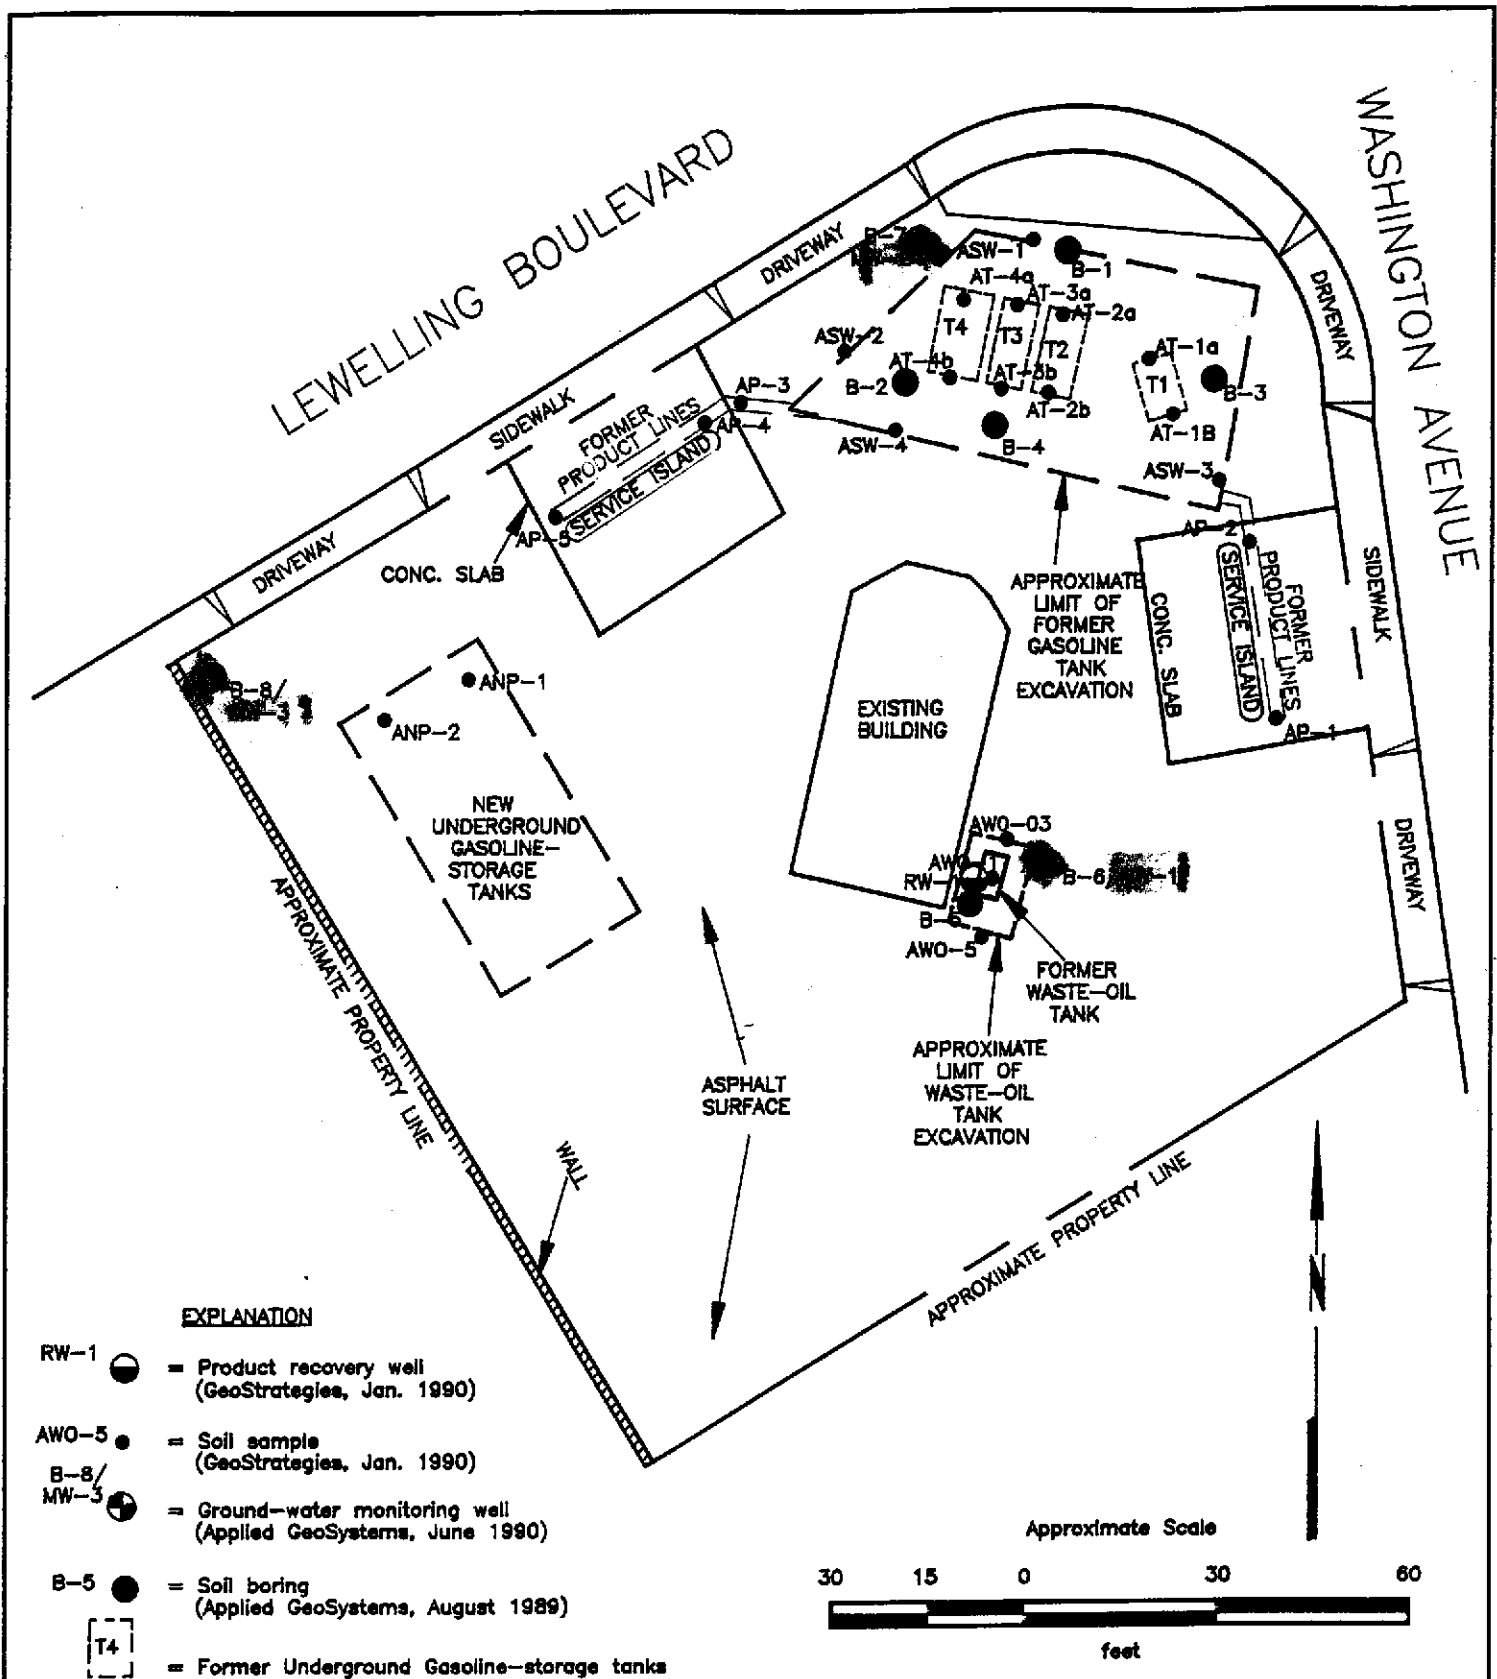 LEWELLING BOULEVARD
WASHINGTON AVENUE
DRIVEWAY
DRIVEWAY
SIDEWALK
DRIVEWAY
SIDEWALK
DRIVEWAY
B-7
ASW-1
B-1
AT-4a
AT-3a
AT-2a
T4
T3
T2
ASW-2
AT-4b
AT-3b
AT-2b
AT-1a
T1
AT-1B
B-2
B-3
B-4
AP-3
AP-4
ASW-4
ASW-3
FORMER
PRODUCT LINES
SERVICE ISLAND
AP-5
CONC. SLAB
AP-2
APPROXIMATE
LIMIT OF
FORMER
GASOLINE
TANK
EXCAVATION
CONC. SLAB
SERVICE ISLAND
FORMER
PRODUCT LINES
AP-1
B-8/
MW-3
ANP-1
ANP-2
NEW
UNDERGROUND
GASOLINE-
STORAGE
TANKS
EXISTING
BUILDING
AWO-03
RW-
B-6
AWO-5
FORMER
WASTE-OIL
TANK
APPROXIMATE
LIMIT OF
WASTE-OIL
TANK
EXCAVATION
ASPHALT
SURFACE
APPROXIMATE PROPERTY LINE
WALL
APPROXIMATE PROPERTY LINE
EXPLANATION
RW-1 = Product recovery well
(GeoStrategies, Jan. 1990)
AWO-5 = Soil sample
(GeoStrategies, Jan. 1990)
B-8/
MW-3 = Ground-water monitoring well
(Applied GeoSystems, June 1990)
B-5 = Soil boring
(Applied GeoSystems, August 1989)
T4 = Former Underground Gasoline-storage tanks
N
Approximate Scale
30 15 0 30 60
feet